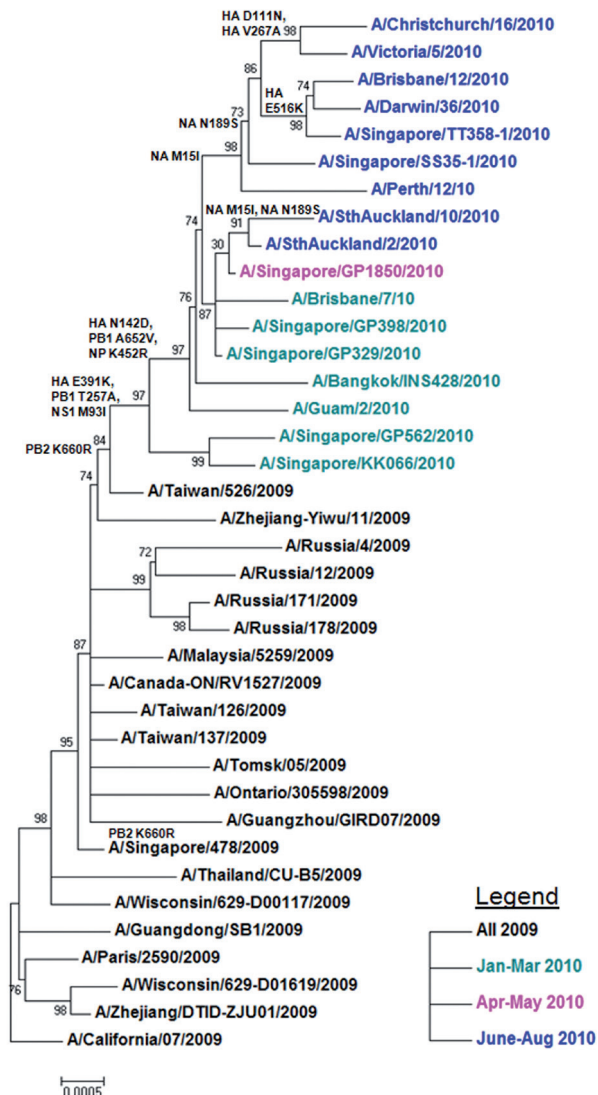 HA D111N,
HA V267A
98
A/Christchurch/16/2010
A/Victoria/5/2010
86
HA
E516K
74
A/Brisbane/12/2010
A/Darwin/36/2010
98
A/Singapore/TT358-1/2010
73
NA N189S
A/Singapore/SS35-1/2010
98
NA M15I
A/Perth/12/10
NA M15I, NA N189S
A/SthAuckland/10/2010
91
A/SthAuckland/2/2010
30
A/Singapore/GP1850/2010
74
A/Brisbane/7/10
87
A/Singapore/GP398/2010
A/Singapore/GP329/2010
76
A/Bangkok/INS428/2010
HA N142D,
PB1 A652V,
NP K452R
97
A/Guam/2/2010
HA E391K,
PB1 T257A,
NS1 M93I
97
A/Singapore/GP562/2010
99
A/Singapore/KK066/2010
PB2 K660R
84
A/Taiwan/526/2009
74
A/Zhejiang-Yiwu/11/2009
72
A/Russia/4/2009
A/Russia/12/2009
99
A/Russia/171/2009
98
A/Russia/178/2009
87
A/Malaysia/5259/2009
A/Canada-ON/RV1527/2009
A/Taiwan/126/2009
A/Taiwan/137/2009
95
A/Tomsk/05/2009
A/Ontario/305598/2009
A/Guangzhou/GIRD07/2009
98
PB2 K660R
A/Singapore/478/2009
A/Thailand/CU-B5/2009
A/Wisconsin/629-D00117/2009
A/Guangdong/SB1/2009
A/Paris/2590/2009
76
A/Wisconsin/629-D01619/2009
98
A/Zhejiang/DTID-ZJU01/2009
A/California/07/2009
0.0005
Legend
All 2009
Jan-Mar 2010
Apr-May 2010
June-Aug 2010